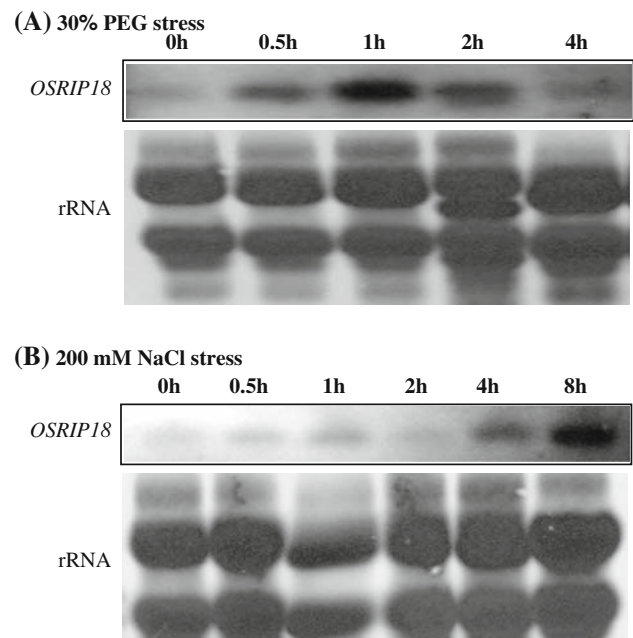 (A) 30% PEG stress
0h 0.5h 1h 2h 4h
OSRIP18
rRNA
(B) 200 mM NaCl stress
0h 0.5h 1h 2h 4h 8h
OSRIP18
rRNA